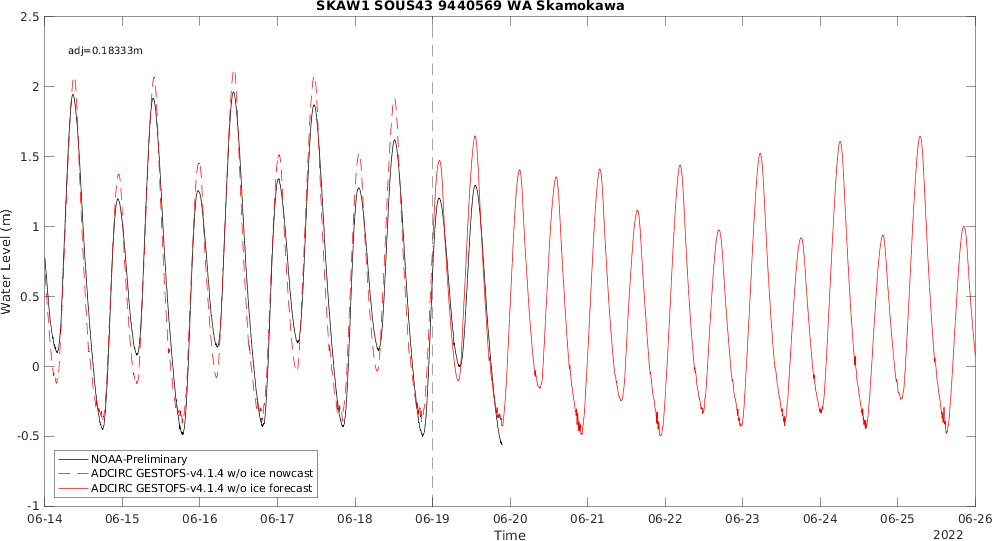 SKAW1 SOUS43 9440569 WA Skamokawa
adj=0.18333m
2.5
2
1.5
1
0.5
0
-0.5
-1
Water Level (m)
NOAA-Preliminary
ADCIRC GESTOFS-v4.1.4 w/o ice nowcast
ADCIRC GESTOFS-v4.1.4 w/o ice forecast
06-14 06-15 06-16 06-17 06-18 06-19 06-20 06-21 06-22 06-23 06-24 06-25 06-26
Time
2022